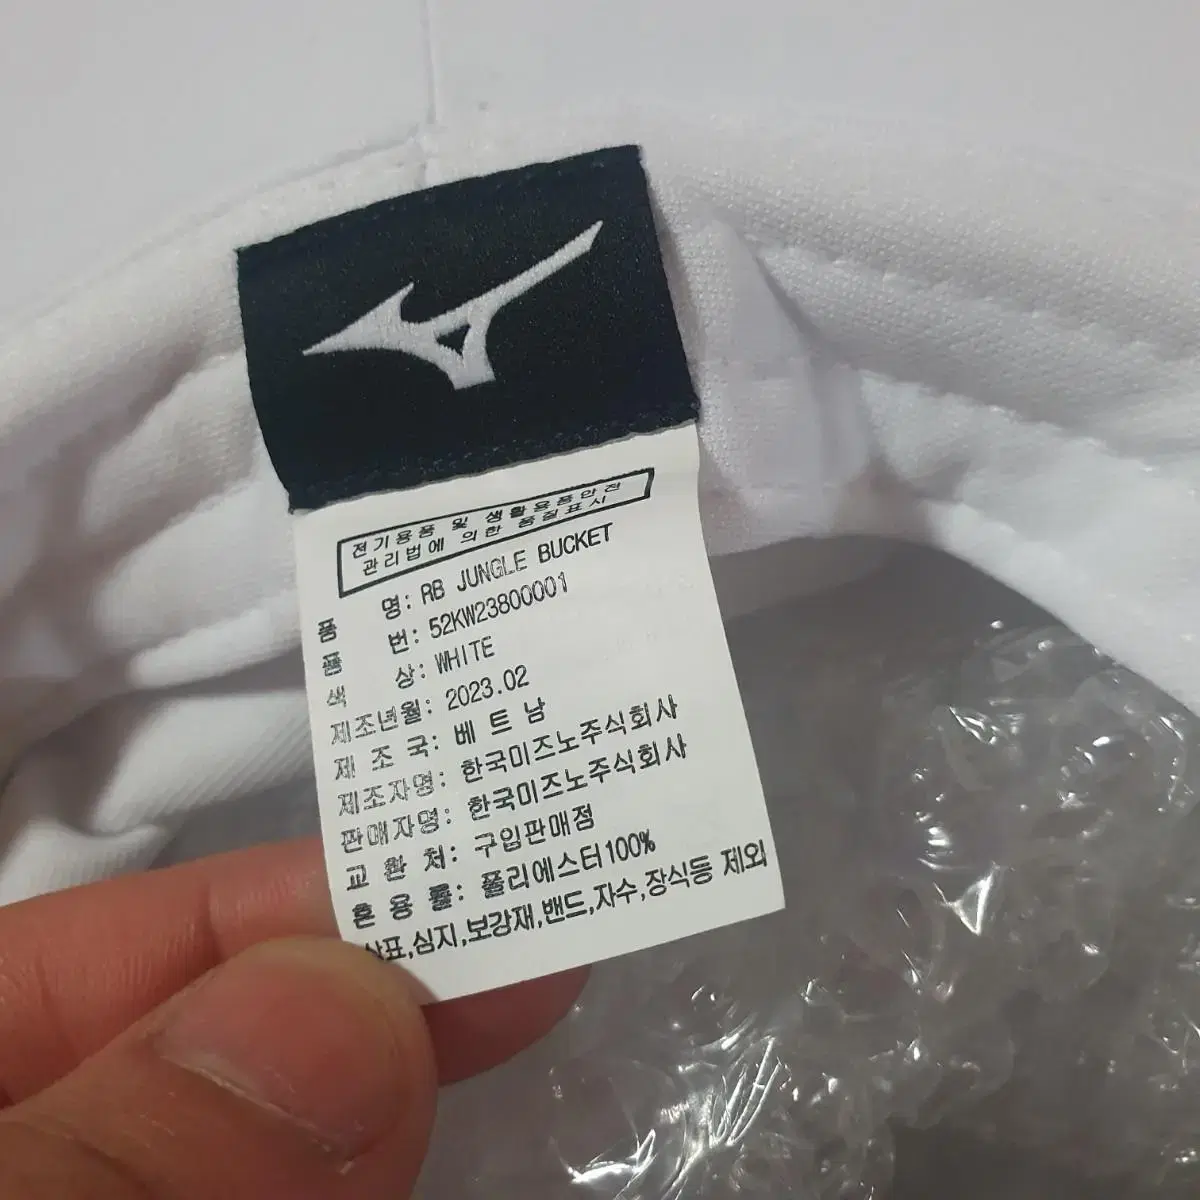 전기용품 및 생활용품안전
관리법에 의한 품질표시
품 명: RB JUNGLE BUCKET
품 번: 52KW23800001
색 상: WHITE
제조년월: 2023.02
제 조 국: 베 트 남
제조자명: 한국미즈노주식회사
판매자명: 한국미즈노주식회사
교 환 처: 구입판매점
혼 용 률: 폴리에스터100%
상표,심지,보강재,밴드,자수,장식등 제외